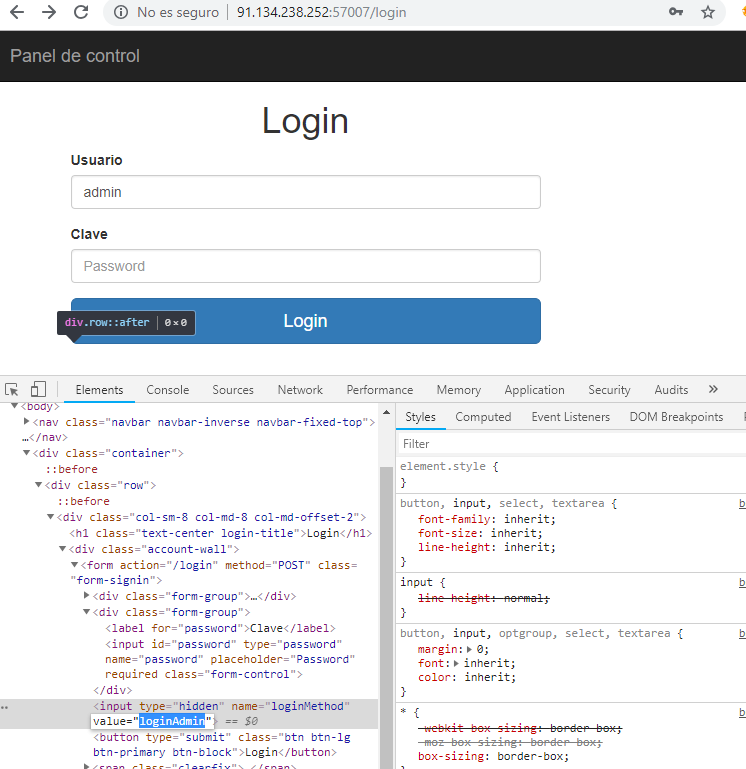 No es seguro | 91.134.238.252:57007/login
Panel de control
Login
Usuario
admin
Clave
Password
Login
div.row::after | 0×0
Elements Console Sources Network Performance Memory Application Security Audits »
<body>
<nav class="navbar navbar-inverse navbar-fixed-top">
…</nav>
<div class="container">
::before
<div class="row">
::before
<div class="col-sm-8 col-md-8 col-md-offset-2">
<h1 class="text-center login-title">Login</h1>
<div class="account-wall">
<form action="/login" method="POST" class=
"form-signin">
<div class="form-group">…</div>
<div class="form-group">
<label for="password">Clave</label>
<input id="password" type="password"
name="password" placeholder="Password"
required class="form-control">
</div>
<input type="hidden" name="loginMethod"
value="loginAdmin"> == $0
<button type="submit" class="btn btn-lg
btn-primary btn-block">Login</button>
<span class="clearfix"> </span>
Styles Computed Event Listeners DOM Breakpoints
Filter
element.style {
}
button, input, select, textarea {
font-family: inherit;
font-size: inherit;
line-height: inherit;
}
input {
line-height: normal;
}
button, input, optgroup, select, textarea {
margin: 0;
font: inherit;
color: inherit;
}
* {
-webkit-box-sizing: border-box;
-moz-box-sizing: border-box;
box-sizing: border-box;